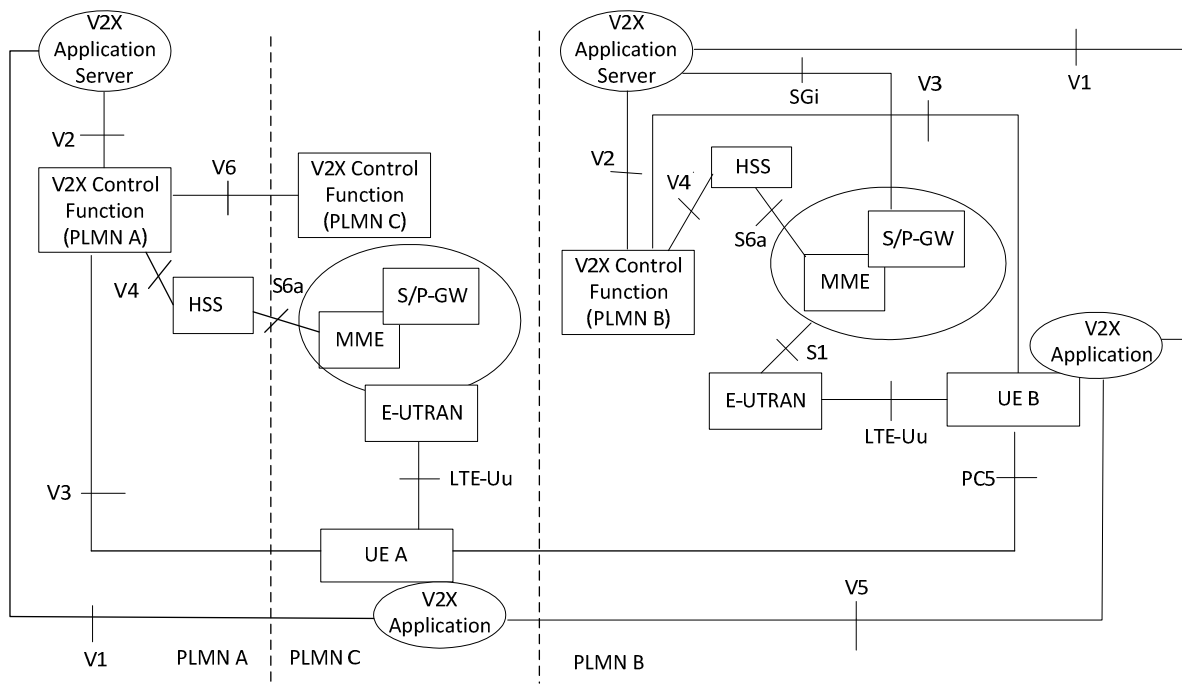 V2X
Application
Server
V2
V2X Control
Function
(PLMN A)
V6
V2X Control
Function
(PLMN C)
V4
HSS
S6a
S/P-GW
MME
E-UTRAN
LTE-Uu
V3
UE A
V2X
Application
V1
PLMN A
PLMN C
V2X
Application
Server
V1
SGi
V3
V2
HSS
V4
S6a
S/P-GW
MME
V2X Control
Function
(PLMN B)
S1
V2X
Application
E-UTRAN
UE B
LTE-Uu
PC5
V5
PLMN B